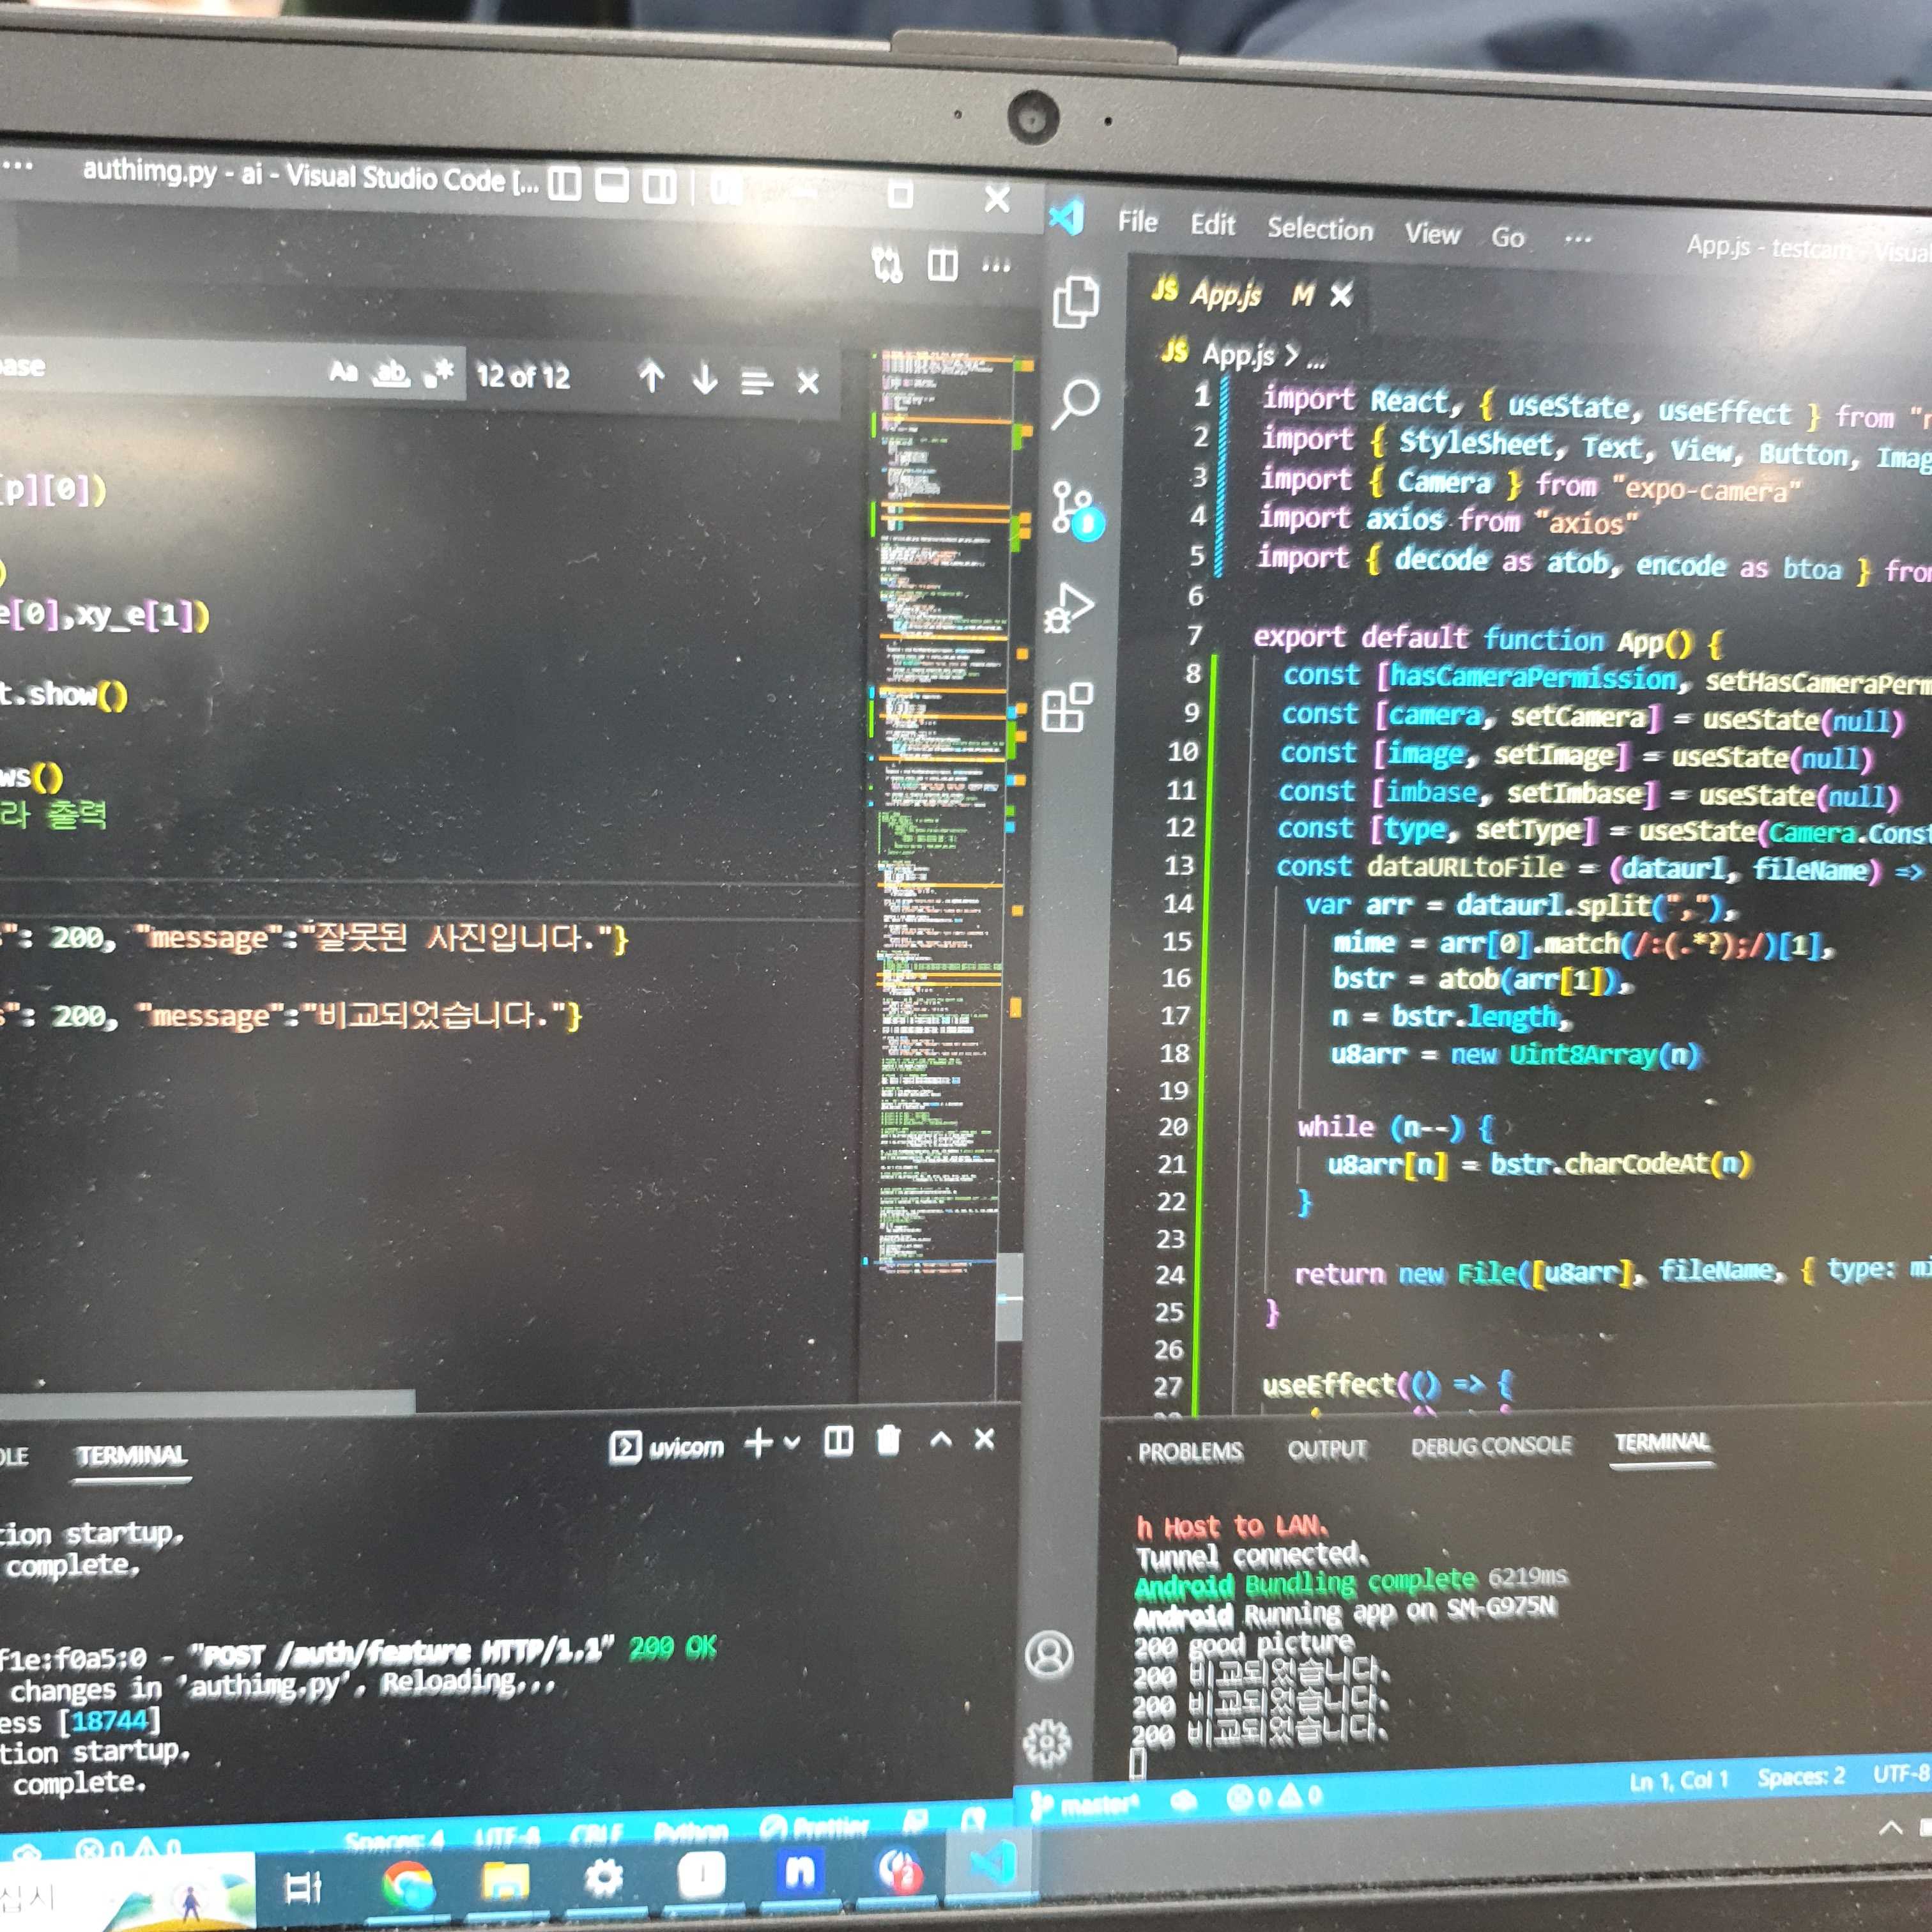 authimg.py - ai - Visual Studio Code [...
Aa ab 12 of 12
p][0])
)
e[0],xy_e[1])
t.show()
ws()
라 출력
": 200, "message":"잘못된 사진입니다."}
": 200, "message":"비교되었습니다."}
TERMINAL
uvicorn
tion startup.
complete.
f1e:f0a5:0 - "POST /auth/feature HTTP/1.1" 200 OK
changes in 'authimg.py'. Reloading...
ess [18744]
tion startup.
complete.
0 0
Spaces: 4 UTF-8 CRLF Python Prettier
십시
n
2
File Edit Selection View Go ...
App.js - testcam - Visual
JS App.js M
JS App.js > ...
1 import React, { useState, useEffect } from "r
2 import { StyleSheet, Text, View, Button, Imag
3 import { Camera } from "expo-camera"
4 import axios from "axios"
5 import { decode as atob, encode as btoa } from
6
7 export default function App() {
8 const [hasCameraPermission, setHasCameraPerm
9 const [camera, setCamera] = useState(null)
10 const [image, setImage] = useState(null)
11 const [imbase, setImbase] = useState(null)
12 const [type, setType] = useState(Camera.Const
13 const dataURLtoFile = (dataurl, fileName) =>
14 var arr = dataurl.split(","),
15 mime = arr[0].match(/:(.*?);/)[1],
16 bstr = atob(arr[1]),
17 n = bstr.length,
18 u8arr = new Uint8Array(n)
19
20 while (n--) {
21 u8arr[n] = bstr.charCodeAt(n)
22 }
23
24 return new File([u8arr], fileName, { type: mi
25 }
26
27 useEffect(() => {
PROBLEMS OUTPUT DEBUG CONSOLE TERMINAL
h Host to LAN.
Tunnel connected.
Android Bundling complete 6219ms
Android Running app on SM-G975N
200 good picture
200 비교되었습니다.
200 비교되었습니다.
200 비교되었습니다.
master* 0 0
Ln 1, Col 1 Spaces: 2 UTF-8